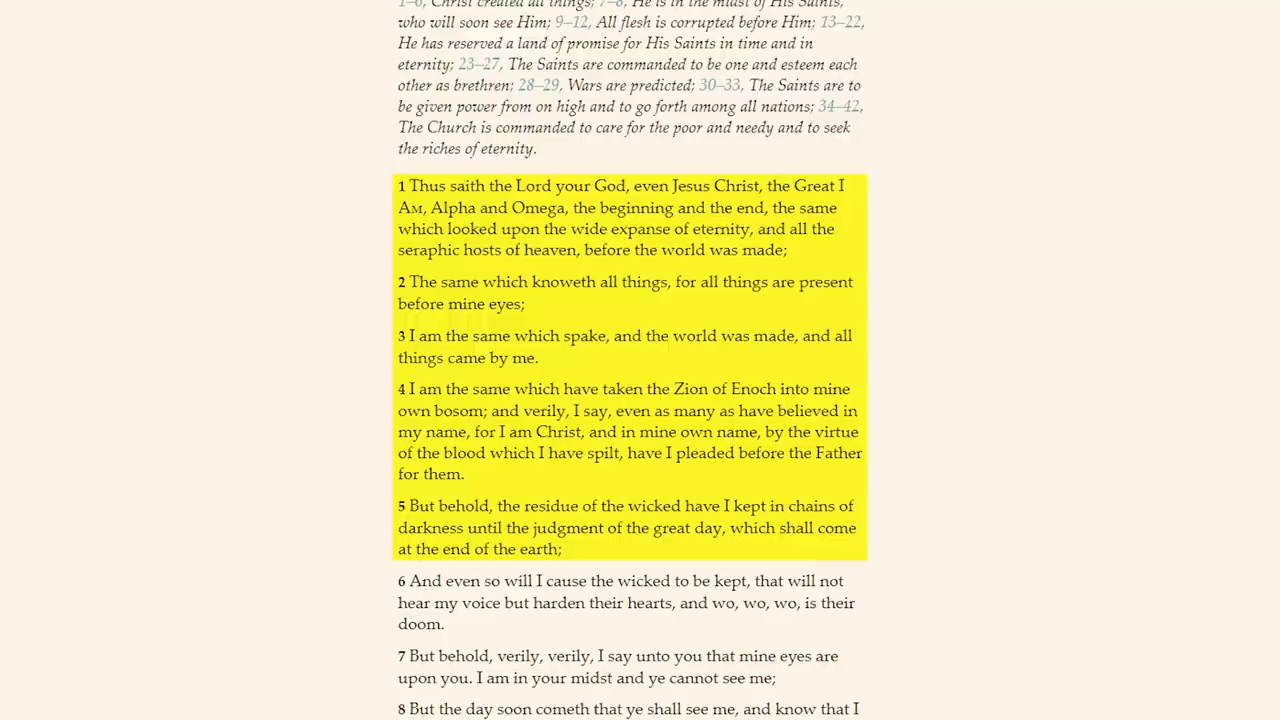 1–6, Christ created all things; 7–8, He is in the midst of His Saints,
who will soon see Him; 9–12, All flesh is corrupted before Him; 13–22,
He has reserved a land of promise for His Saints in time and in
eternity; 23–27, The Saints are commanded to be one and esteem each
other as brethren; 28–29, Wars are predicted; 30–33, The Saints are to
be given power from on high and to go forth among all nations; 34–42,
The Church is commanded to care for the poor and needy and to seek
the riches of eternity.
1 Thus saith the Lord your God, even Jesus Christ, the Great I
AM, Alpha and Omega, the beginning and the end, the same
which looked upon the wide expanse of eternity, and all the
seraphic hosts of heaven, before the world was made;
2 The same which knoweth all things, for all things are present
before mine eyes;
3 I am the same which spake, and the world was made, and all
things came by me.
4 I am the same which have taken the Zion of Enoch into mine
own bosom; and verily, I say, even as many as have believed in
my name, for I am Christ, and in mine own name, by the virtue
of the blood which I have spilt, have I pleaded before the Father
for them.
5 But behold, the residue of the wicked have I kept in chains of
darkness until the judgment of the great day, which shall come
at the end of the earth;
6 And even so will I cause the wicked to be kept, that will not
hear my voice but harden their hearts, and wo, wo, wo, is their
doom.
7 But behold, verily, verily, I say unto you that mine eyes are
upon you. I am in your midst and ye cannot see me;
8 But the day soon cometh that ye shall see me, and know that I